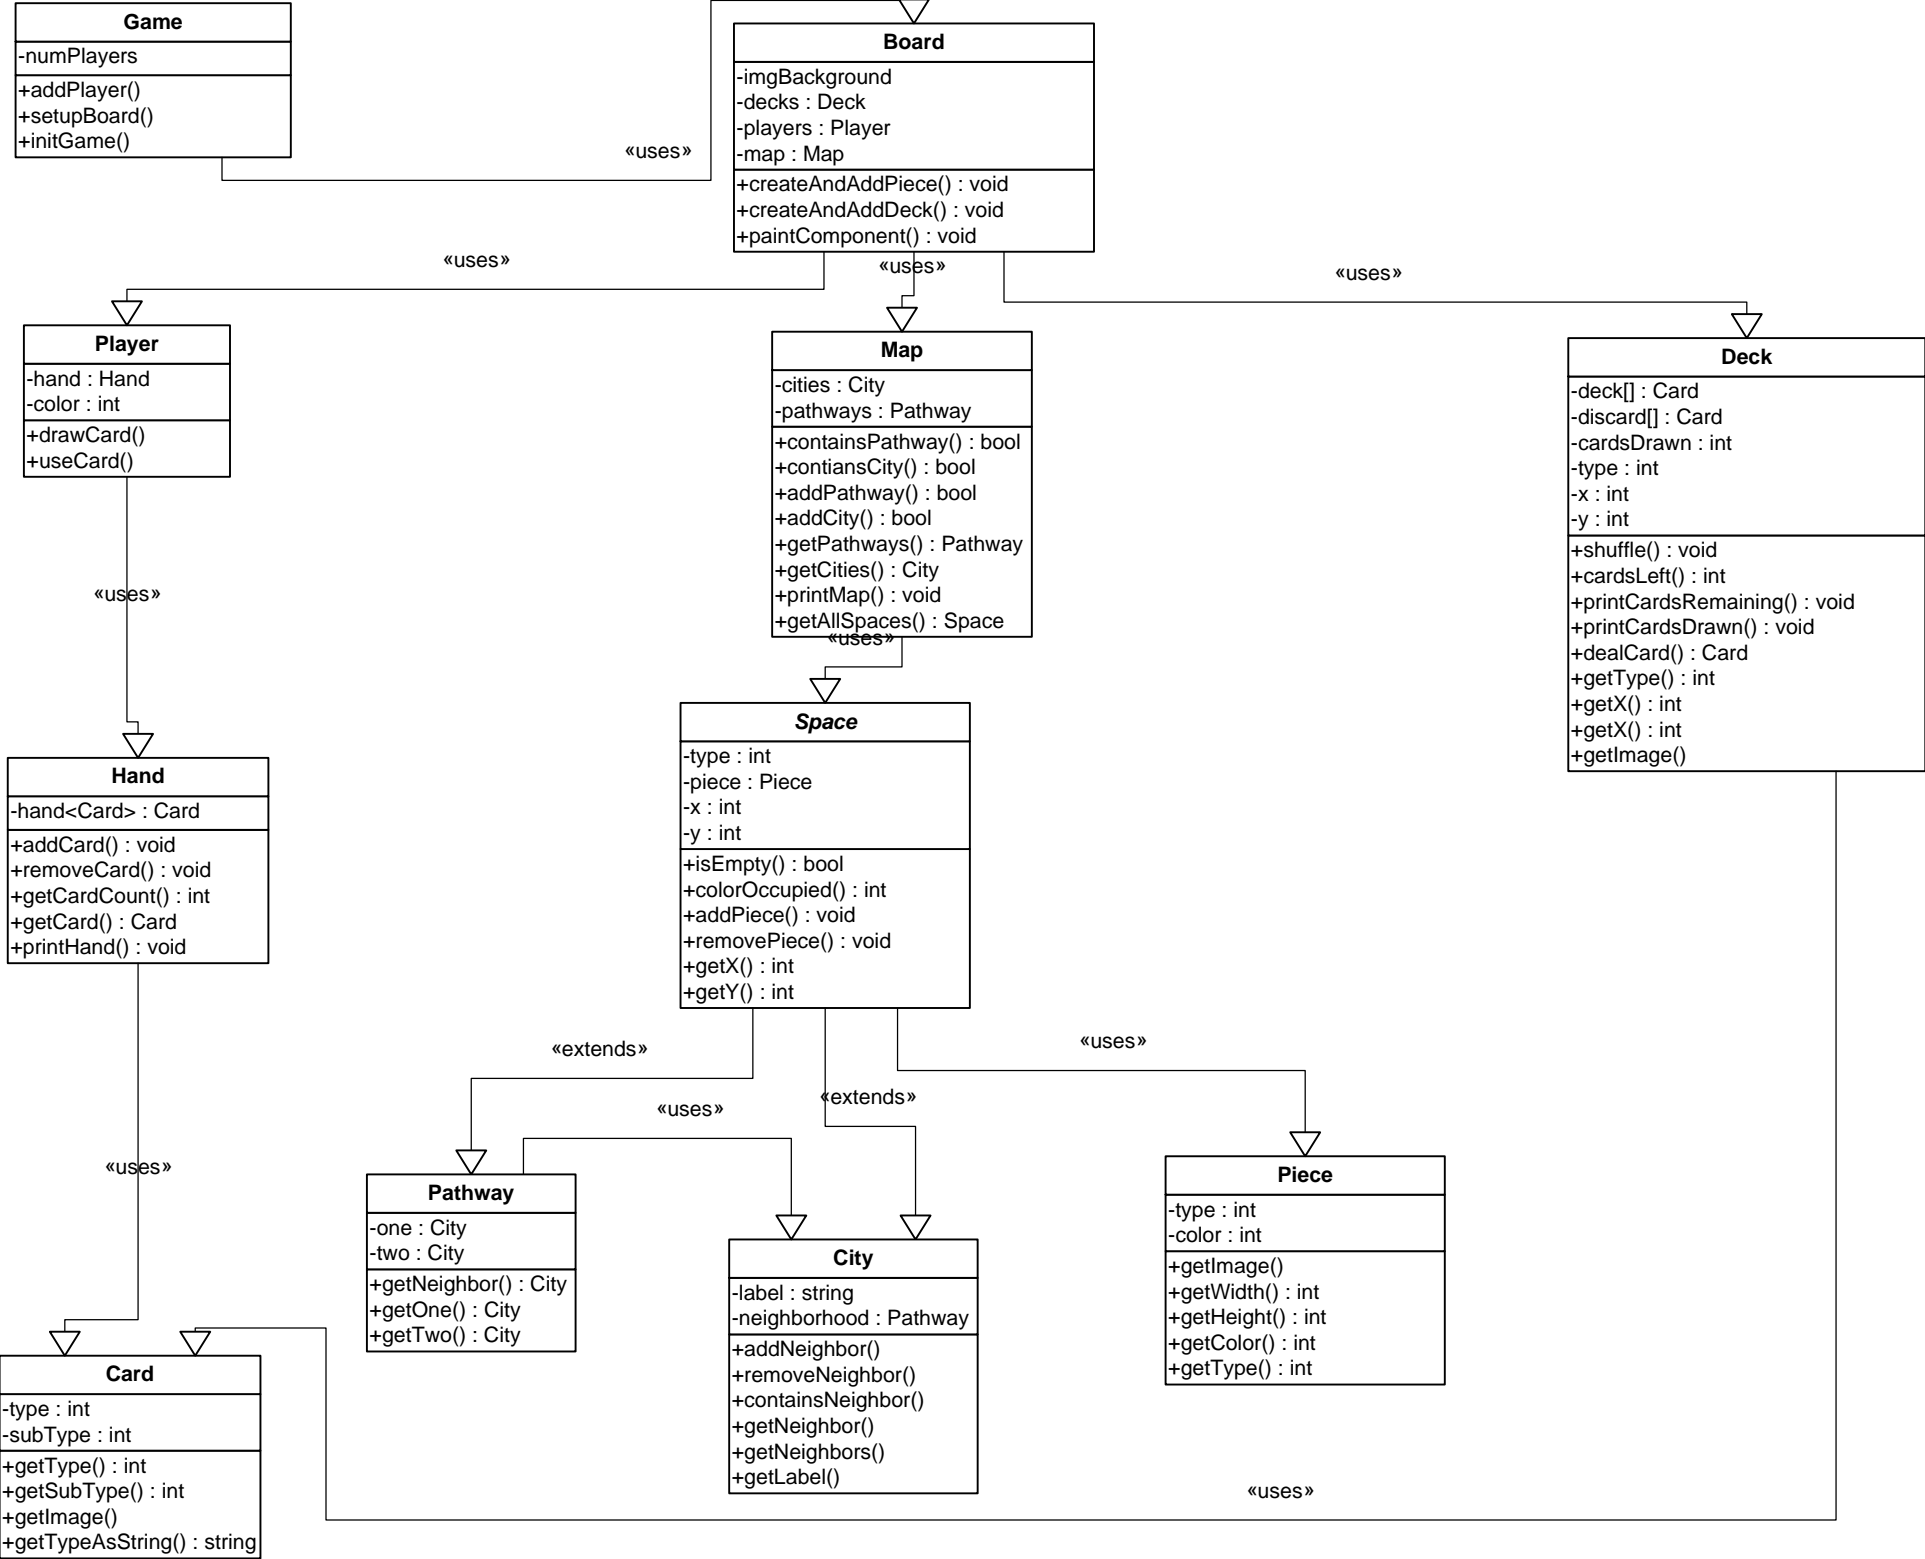 Game
-numPlayers
+addPlayer()
+setupBoard()
+initGame()
«uses»
Board
-imgBackground
-decks : Deck
-players : Player
-map : Map
+createAndAddPiece() : void
+createAndAddDeck() : void
+paintComponent() : void
«uses»
«uses»
«uses»
Player
-hand : Hand
-color : int
+drawCard()
+useCard()
«uses»
Map
-cities : City
-pathways : Pathway
+containsPathway() : bool
+contiansCity() : bool
+addPathway() : bool
+addCity() : bool
+getPathways() : Pathway
+getCities() : City
+printMap() : void
+getAllSpaces() : Space
«uses»
Deck
-deck[] : Card
-discard[] : Card
-cardsDrawn : int
-type : int
-x : int
-y : int
+shuffle() : void
+cardsLeft() : int
+printCardsRemaining() : void
+printCardsDrawn() : void
+dealCard() : Card
+getType() : int
+getX() : int
+getX() : int
+getImage()
Hand
-hand<Card> : Card
+addCard() : void
+removeCard() : void
+getCardCount() : int
+getCard() : Card
+printHand() : void
«uses»
Space
-type : int
-piece : Piece
-x : int
-y : int
+isEmpty() : bool
+colorOccupied() : int
+addPiece() : void
+removePiece() : void
+getX() : int
+getY() : int
«extends»
«uses»
«extends»
«uses»
Pathway
-one : City
-two : City
+getNeighbor() : City
+getOne() : City
+getTwo() : City
City
-label : string
-neighborhood : Pathway
+addNeighbor()
+removeNeighbor()
+containsNeighbor()
+getNeighbor()
+getNeighbors()
+getLabel()
Piece
-type : int
-color : int
+getImage()
+getWidth() : int
+getHeight() : int
+getColor() : int
+getType() : int
Card
-type : int
-subType : int
+getType() : int
+getSubType() : int
+getImage()
+getTypeAsString() : string
«uses»